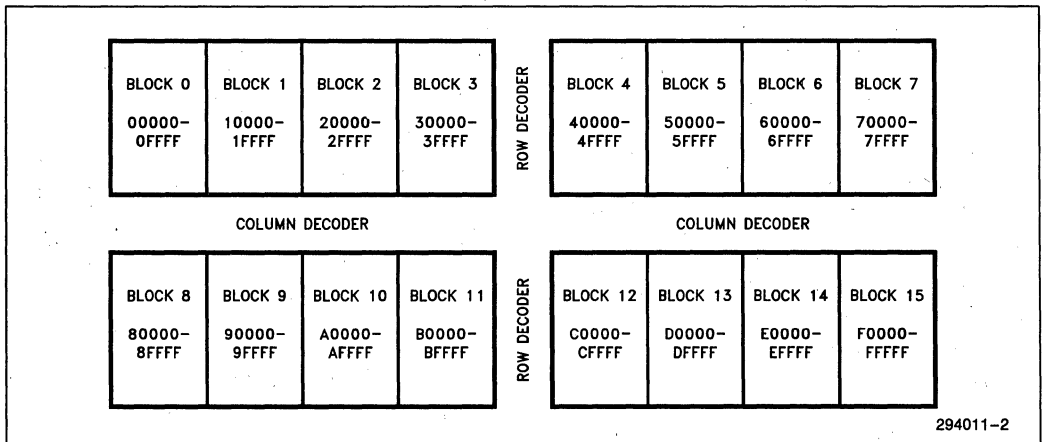 BLOCK 0 BLOCK 1 BLOCK 2 BLOCK 3
00000- 10000- 20000- 30000-
0FFFF 1FFFF 2FFFF 3FFFF
ROW DECODER
BLOCK 4 BLOCK 5 BLOCK 6 BLOCK 7
40000- 50000- 60000- 70000-
4FFFF 5FFFF 6FFFF 7FFFF
COLUMN DECODER
COLUMN DECODER
BLOCK 8 BLOCK 9 BLOCK 10 BLOCK 11
80000- 90000- A0000- B0000-
8FFFF 9FFFF AFFFF BFFFF
ROW DECODER
BLOCK 12 BLOCK 13 BLOCK 14 BLOCK 15
C0000- D0000- E0000- F0000-
CFFFF DFFFF EFFFF FFFFF
294011-2